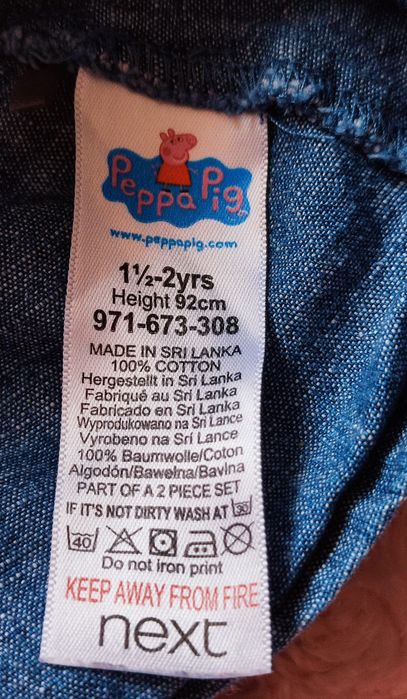 Peppa Pig
www.peppapig.com
1½-2yrs
Height 92cm
971-673-308
MADE IN SRI LANKA
100% COTTON
Hergestellt in Sri Lanka
Fabriqué au Sri Lanka
Fabricado en Sri Lanka
Wyprodukowano na Sri Lance
Vyrobeno na Srí Lance
100% Baumwolle/Coton
Algodón/Bawełna/Bavlna
PART OF A 2 PIECE SET
IF IT'S NOT DIRTY WASH AT 30
40
Do not iron print
KEEP AWAY FROM FIRE
next